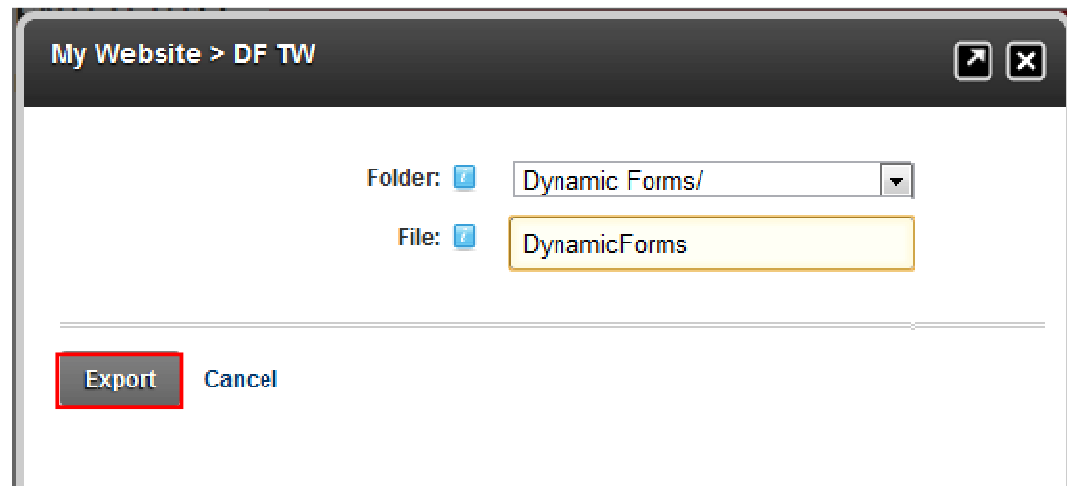 My Website > DF TW
Folder: i Dynamic Forms/
File: i DynamicForms
Export Cancel